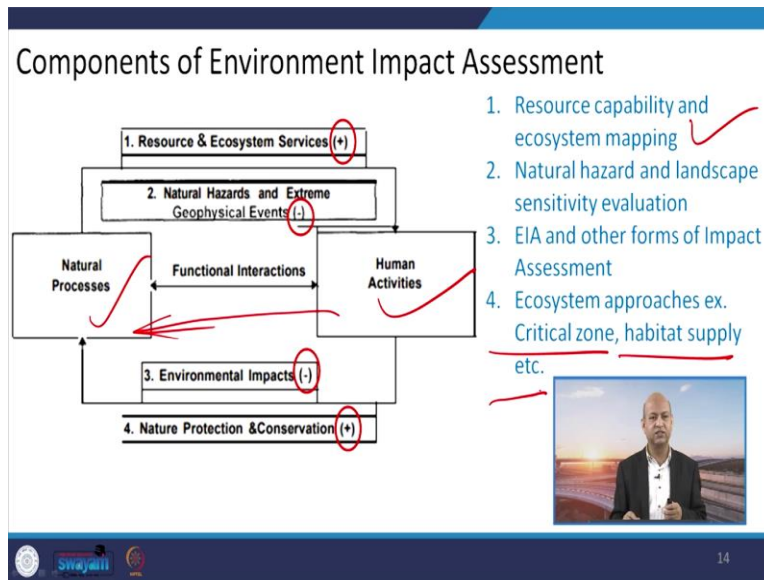 Components of Environment Impact Assessment
1. Resource & Ecosystem Services (+)
2. Natural Hazards and Extreme
Geophysical Events (-)
Natural
Processes
Functional Interactions
Human
Activities
3. Environmental Impacts (-)
4. Nature Protection &Conservation (+)
1. Resource capability and
ecosystem mapping
2. Natural hazard and landscape
sensitivity evaluation
3. EIA and other forms of Impact
Assessment
4. Ecosystem approaches ex.
Critical zone, habitat supply
etc.
swayam
14